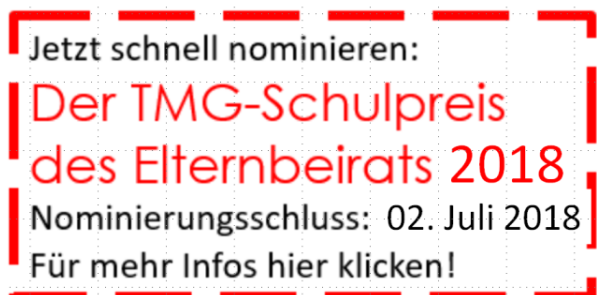 Jetzt schnell nominieren:
Der TMG-Schulpreis
des Elternbeirats 2018
Nominierungsschluss: 02. Juli 2018
Für mehr Infos hier klicken!